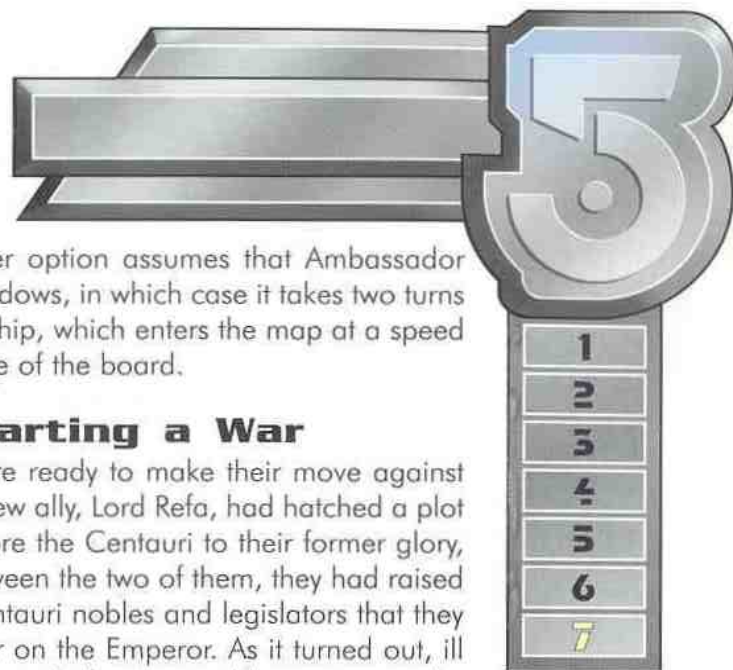 5
er option assumes that Ambassador
dows, in which case it takes two turns
hip, which enters the map at a speed
e of the board.
arting a War
re ready to make their move against
ew ally, Lord Refa, had hatched a plot
ore the Centauri to their former glory,
ween the two of them, they had raised
ntauri nobles and legislators that they
r on the Emperor. As it turned out, ill
1
2
3
4
5
6
7